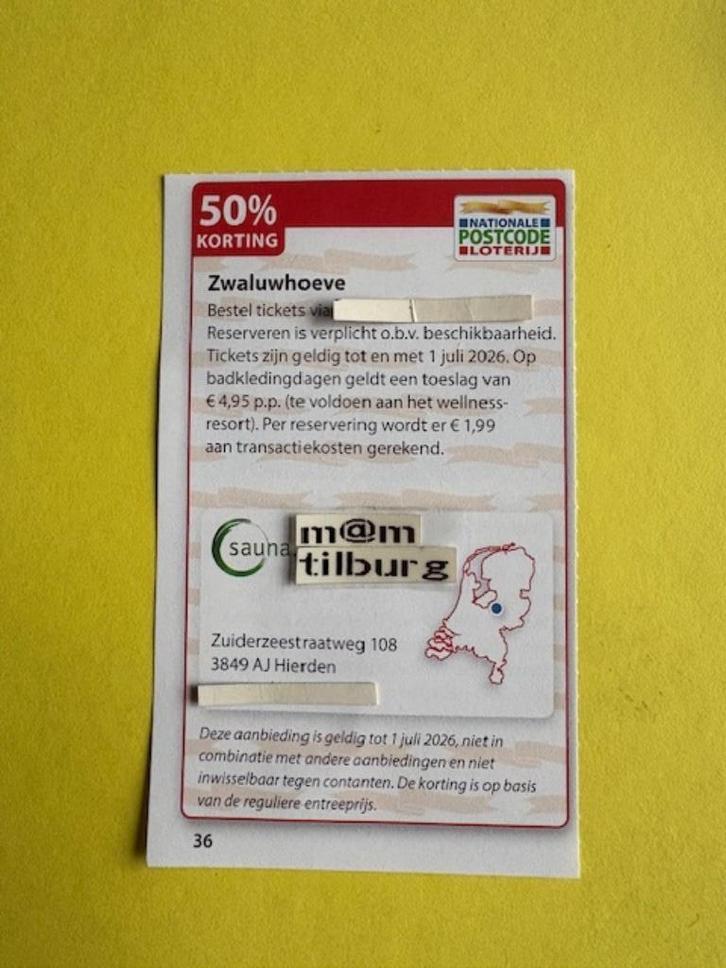 50%
KORTING
NATIONALE
POSTCODE
LOTERIJ
Zwaluwhoeve
Bestel tickets via
Reserveren is verplicht o.b.v. beschikbaarheid.
Tickets zijn geldig tot en met 1 juli 2026. Op
badkledingdagen geldt een toeslag van
€ 4,95 p.p. (te voldoen aan het wellness-
resort). Per reservering wordt er € 1,99
aan transactiekosten gerekend.
sauna
m@m
tilburg
Zuiderzeestraatweg 108
3849 AJ Hierden
Deze aanbieding is geldig tot 1 juli 2026, niet in
combinatie met andere aanbiedingen en niet
inwisselbaar tegen contanten. De korting is op basis
van de reguliere entreeprijs.
36